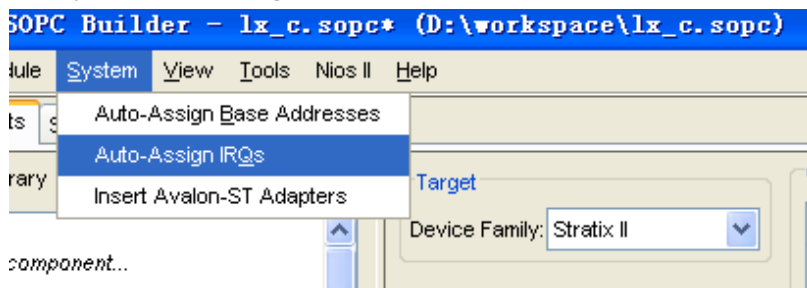 SOPC Builder - lx_c.sopc* (D:\workspace\lx_c.sopc)
dule System View Tools Nios II Help
ts S
Auto-Assign Base Addresses
Auto-Assign IRQs
rary
Insert Avalon-ST Adapters
Target
Device Family: Stratix II
component...